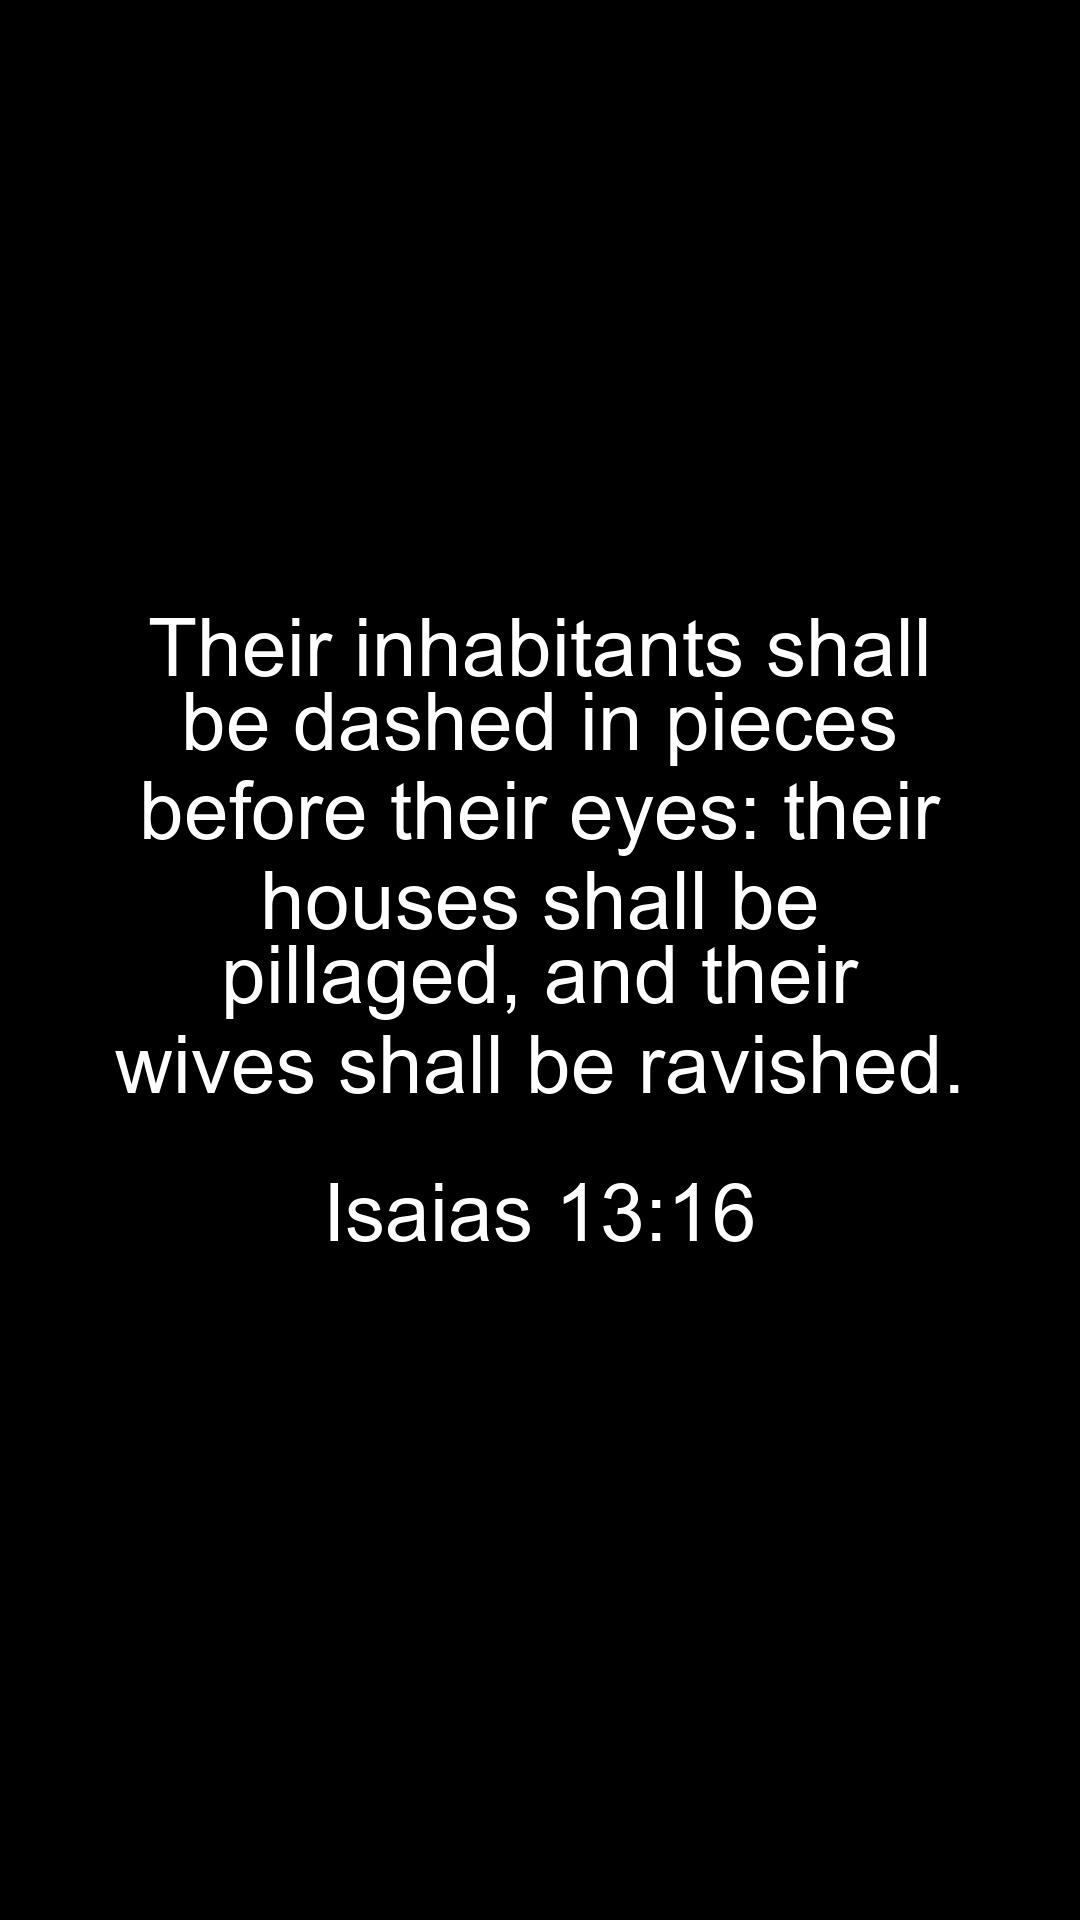 Their inhabitants shall
be dashed in pieces
before their eyes: their
houses shall be
pillaged, and their
wives shall be ravished.
Isaias 13:16